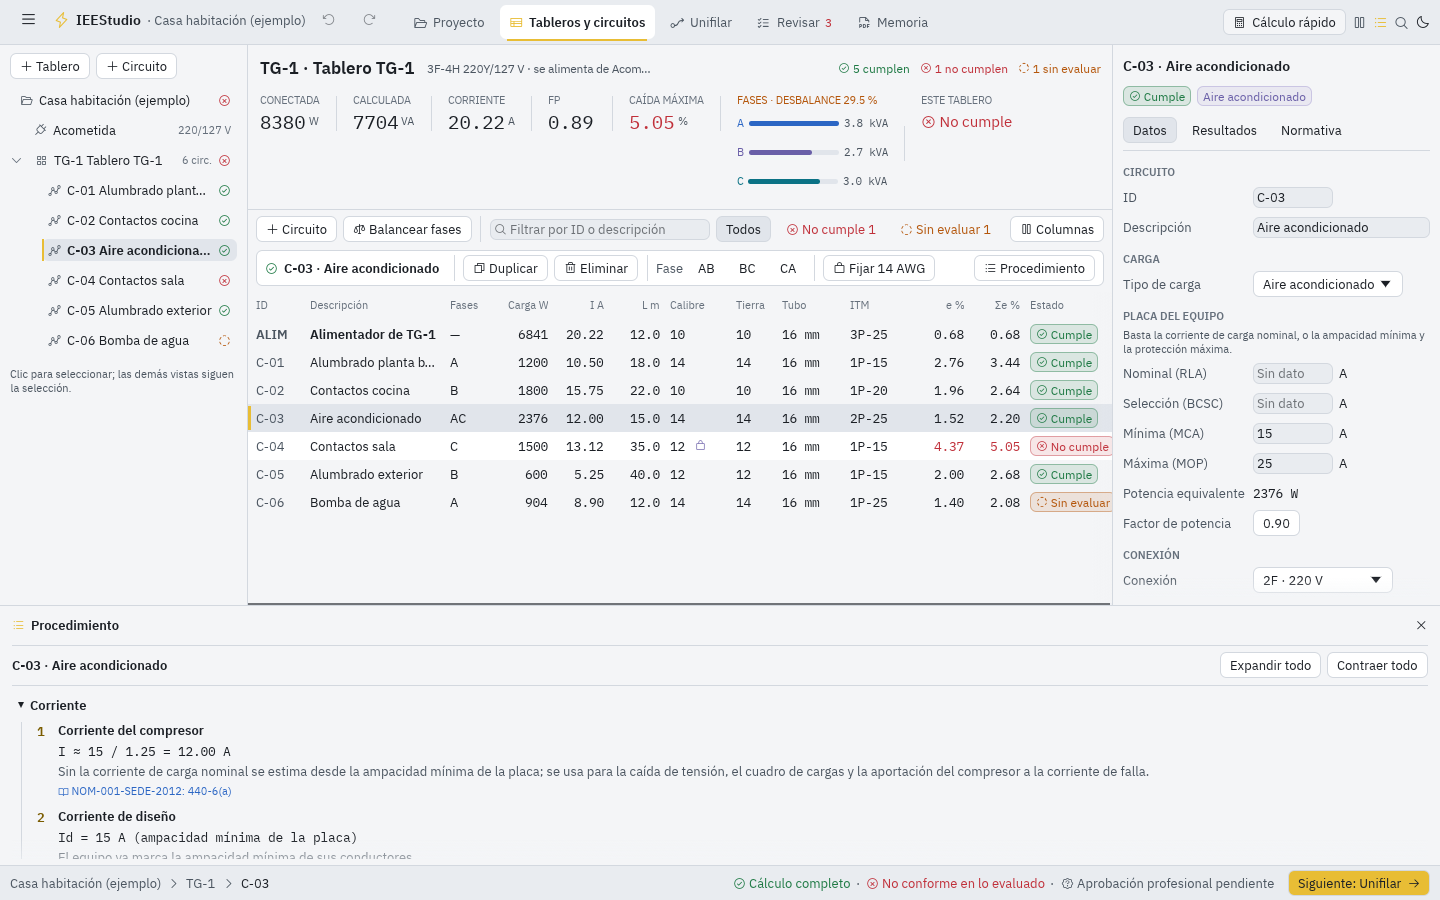 IEEStudio · Casa habitación (ejemplo)
Proyecto
Tableros y circuitos
Unifilar
Revisar 3
Memoria
Cálculo rápido
Tablero
Circuito
Casa habitación (ejemplo)
Acometida 220/127 V
TG-1 Tablero TG-1 6 circ.
C-01 Alumbrado plant...
C-02 Contactos cocina
C-03 Aire acondiciona...
C-04 Contactos sala
C-05 Alumbrado exterior
C-06 Bomba de agua
Clic para seleccionar; las demás vistas siguen
la selección.
TG-1 · Tablero TG-1 3F-4H 220Y/127 V · se alimenta de Acom...
5 cumplen 1 no cumplen 1 sin evaluar
CONECTADA
8380 W
CALCULADA
7704 VA
CORRIENTE
20.22 A
FP
0.89
CAÍDA MÁXIMA
5.05 %
FASES · DESBALANCE 29.5 %
A 3.8 kVA
B 2.7 kVA
C 3.0 kVA
ESTE TABLERO
No cumple
Circuito
Balancear fases
Filtrar por ID o descripción
Todos
No cumple 1
Sin evaluar 1
Columnas
C-03 · Aire acondicionado
Duplicar
Eliminar
Fase AB BC CA
Fijar 14 AWG
Procedimiento
ID Descripción Fases Carga W I A L m Calibre Tierra Tubo ITM e % Σe % Estado
ALIM Alimentador de TG-1 — 6841 20.22 12.0 10 10 16 mm 3P-25 0.68 0.68 Cumple
C-01 Alumbrado planta b... A 1200 10.50 18.0 14 14 16 mm 1P-15 2.76 3.44 Cumple
C-02 Contactos cocina B 1800 15.75 22.0 10 10 16 mm 1P-20 1.96 2.64 Cumple
C-03 Aire acondicionado AC 2376 12.00 15.0 14 14 16 mm 2P-25 1.52 2.20 Cumple
C-04 Contactos sala C 1500 13.12 35.0 12 12 16 mm 1P-15 4.37 5.05 No cumple
C-05 Alumbrado exterior B 600 5.25 40.0 12 12 16 mm 1P-15 2.00 2.68 Cumple
C-06 Bomba de agua A 904 8.90 12.0 14 14 16 mm 1P-25 1.40 2.08 Sin evaluar
C-03 · Aire acondicionado
Cumple Aire acondicionado
Datos Resultados Normativa
CIRCUITO
ID C-03
Descripción Aire acondicionado
CARGA
Tipo de carga Aire acondicionado
PLACA DEL EQUIPO
Basta la corriente de carga nominal, o la ampacidad mínima y
la protección máxima.
Nominal (RLA) Sin dato A
Selección (BCSC) Sin dato A
Mínima (MCA) 15 A
Máxima (MOP) 25 A
Potencia equivalente 2376 W
Factor de potencia 0.90
CONEXIÓN
Conexión 2F · 220 V
Procedimiento
C-03 · Aire acondicionado
Expandir todo Contraer todo
Corriente
1 Corriente del compresor
I ≈ 15 / 1.25 = 12.00 A
Sin la corriente de carga nominal se estima desde la ampacidad mínima de la placa; se usa para la caída de tensión, el cuadro de cargas y la aportación del compresor a la corriente de falla.
NOM-001-SEDE-2012: 440-6(a)
2 Corriente de diseño
Id = 15 A (ampacidad mínima de la placa)
El equipo ya marca la ampacidad mínima de sus conductores
Casa habitación (ejemplo) TG-1 C-03
Cálculo completo · No conforme en lo evaluado · Aprobación profesional pendiente
Siguiente: Unifilar →